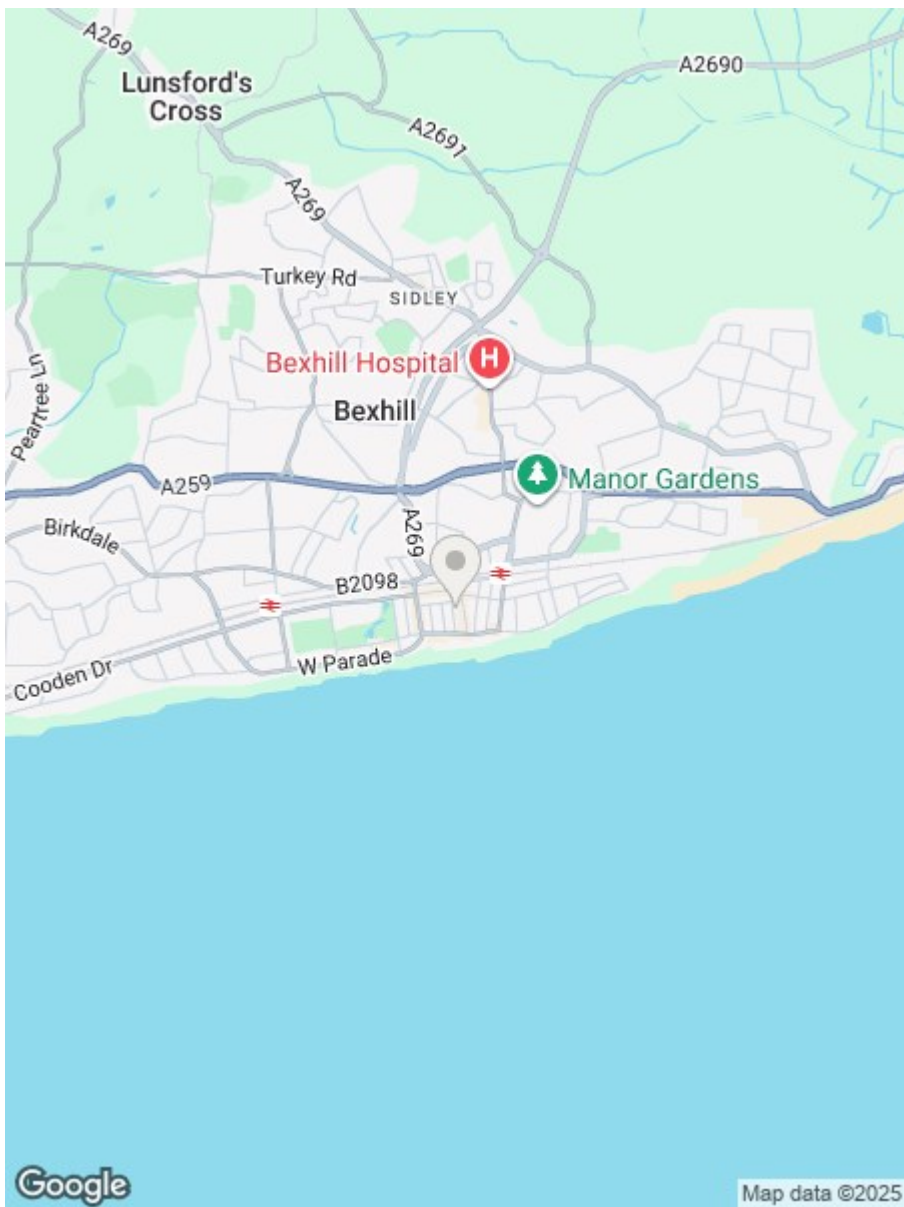 A269
Lunsford's
Cross
A2690
A2691
A269
Turkey Rd
SIDLEY
Peartree Ln
Bexhill Hospital
H
Bexhill
A259
Manor Gardens
Birkdale
A269
B2098
W Parade
Cooden Dr
Google
Map data ©2025